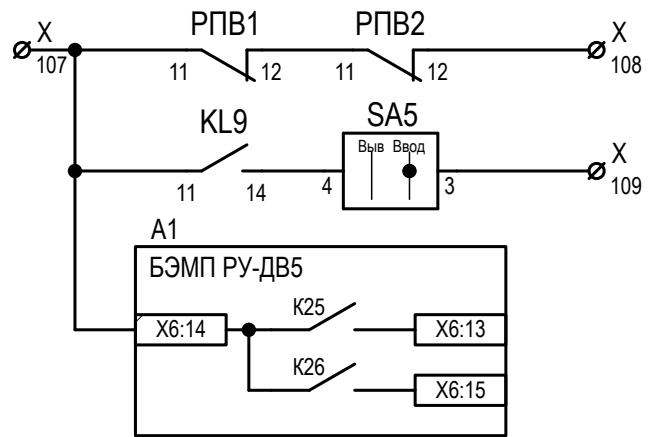 РПВ1 РПВ2
X X
107 11 12 11 12 108
KL9 SA5
Выв Ввод
X
11 14 4 3 109
A1
БЭМП РУ-ДВ5
K25
X6:14 X6:13
K26
X6:15